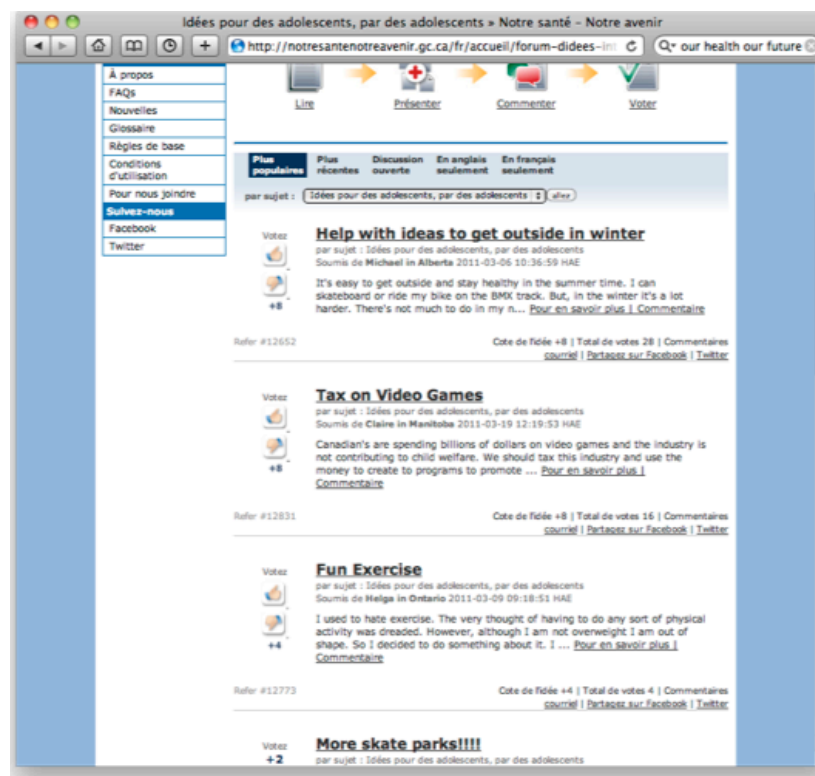 Idées pour des adolescents, par des adolescents » Notre santé – Notre avenir
http://notresantenotreavenir.gc.ca/fr/accueil/forum-didees-in
our health our future
À propos
FAQs
Nouvelles
Glossaire
Règles de base
Conditions
d'utilisation
Pour nous joindre
Suivez-nous
Facebook
Twitter
Lire
Présenter
Commenter
Voter
Plus populaires
Plus récentes
Discussion ouverte
En anglais seulement
En français seulement
par sujet : Idées pour des adolescents, par des adolescents allez
Votez
Help with ideas to get outside in winter
par sujet : Idées pour des adolescents, par des adolescents
Soumis de Michael in Alberta 2011-03-06 10:36:59 HAE
It's easy to get outside and stay healthy in the summer time. I can
skateboard or ride my bike on the BMX track. But, in the winter it's a lot
harder. There's not much to do in my n... Pour en savoir plus | Commentaire
+8
Refer #12652
Cote de l'idée +8 | Total de votes 28 | Commentaires
courriel | Partagez sur Facebook | Twitter
Votez
Tax on Video Games
par sujet : Idées pour des adolescents, par des adolescents
Soumis de Claire in Manitoba 2011-03-19 12:19:53 HAE
Canadian's are spending billions of dollars on video games and the industry is
not contributing to child welfare. We should tax this industry and use the
money to create to programs to promote ... Pour en savoir plus |
Commentaire
+8
Refer #12831
Cote de l'idée +8 | Total de votes 16 | Commentaires
courriel | Partagez sur Facebook | Twitter
Votez
Fun Exercise
par sujet : Idées pour des adolescents, par des adolescents
Soumis de Helga in Ontario 2011-03-09 09:18:51 HAE
I used to hate exercise. The very thought of having to do any sort of physical
activity was dreaded. However, although I am not overweight I am out of
shape. So I decided to do something about it. I ... Pour en savoir plus |
Commentaire
+4
Refer #12773
Cote de l'idée +4 | Total de votes 4 | Commentaires
courriel | Partagez sur Facebook | Twitter
Votez
+2
More skate parks!!!!
par sujet : Idées pour des adolescents, par des adolescents